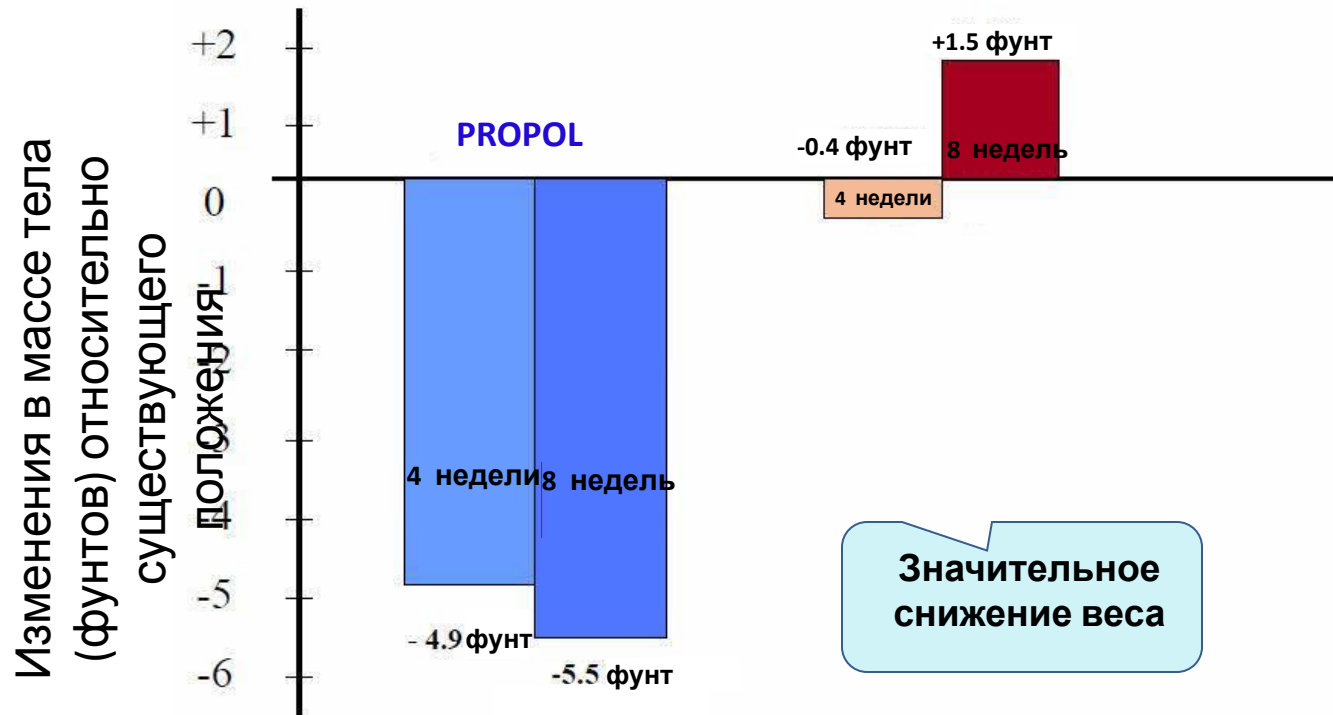 Изменения в массе тела
(фунтов) относительно
существующего
положения
+2
+1
0
-1
-2
-3
-4
-5
-6
PROPOL
4 недели
8 недель
- 4.9 фунт
-5.5 фунт
-0.4 фунт
4 недели
+1.5 фунт
8 недель
Значительное
снижение веса